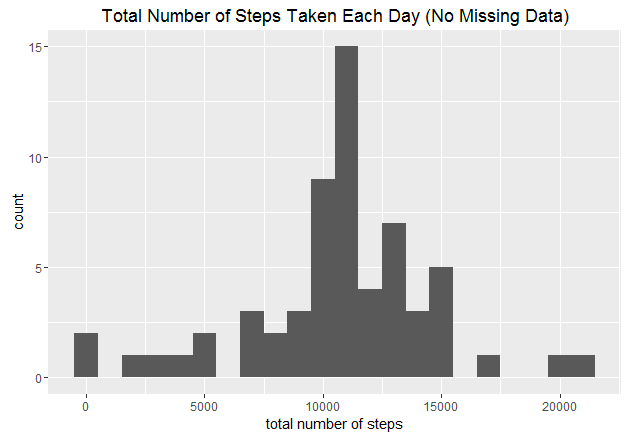 Total Number of Steps Taken Each Day (No Missing Data)
15
10
5
0
count
0 5000 10000 15000 20000
total number of steps